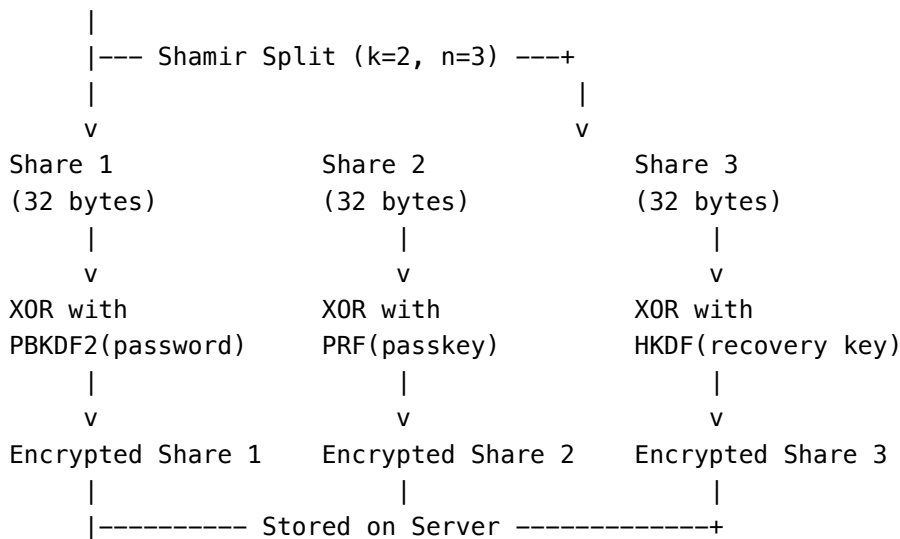 |
|--- Shamir Split (k=2, n=3) ---+
| |
v v
Share 1 Share 2 Share 3
(32 bytes) (32 bytes) (32 bytes)
| | |
v v v
XOR with XOR with XOR with
PBKDF2(password) PRF(passkey) HKDF(recovery key)
| | |
v v v
Encrypted Share 1 Encrypted Share 2 Encrypted Share 3
| | |
|---------- Stored on Server -------------+